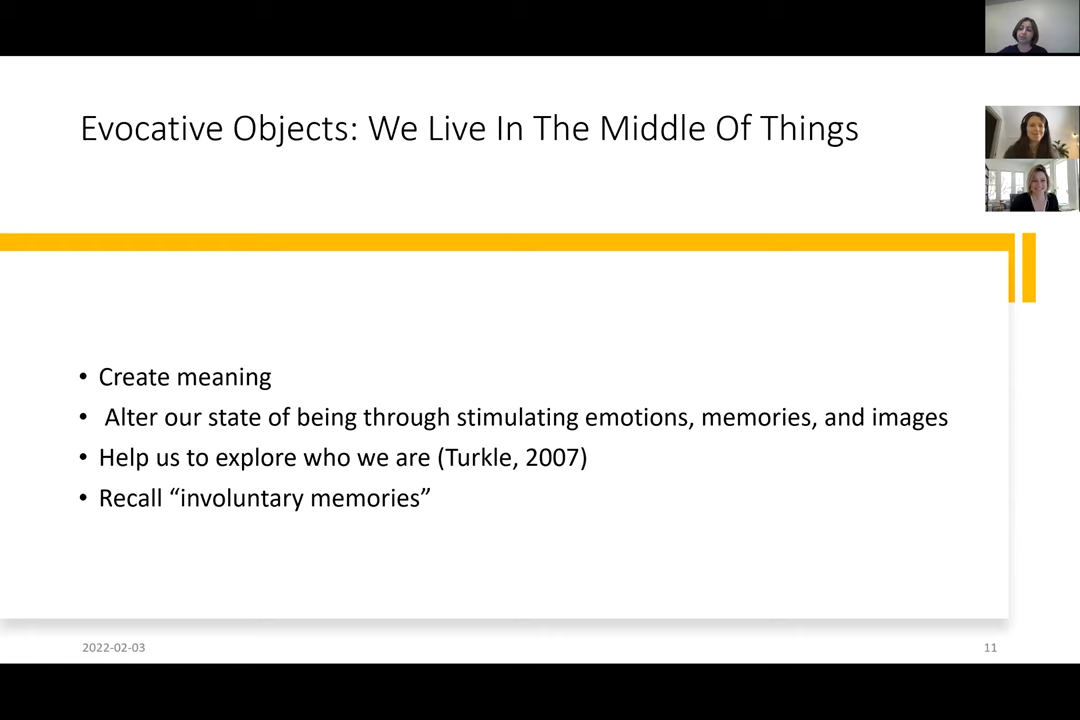 Evocative Objects: We Live In The Middle Of Things
• Create meaning
• Alter our state of being through stimulating emotions, memories, and images
• Help us to explore who we are (Turkle, 2007)
• Recall “involuntary memories”
2022-02-03
11